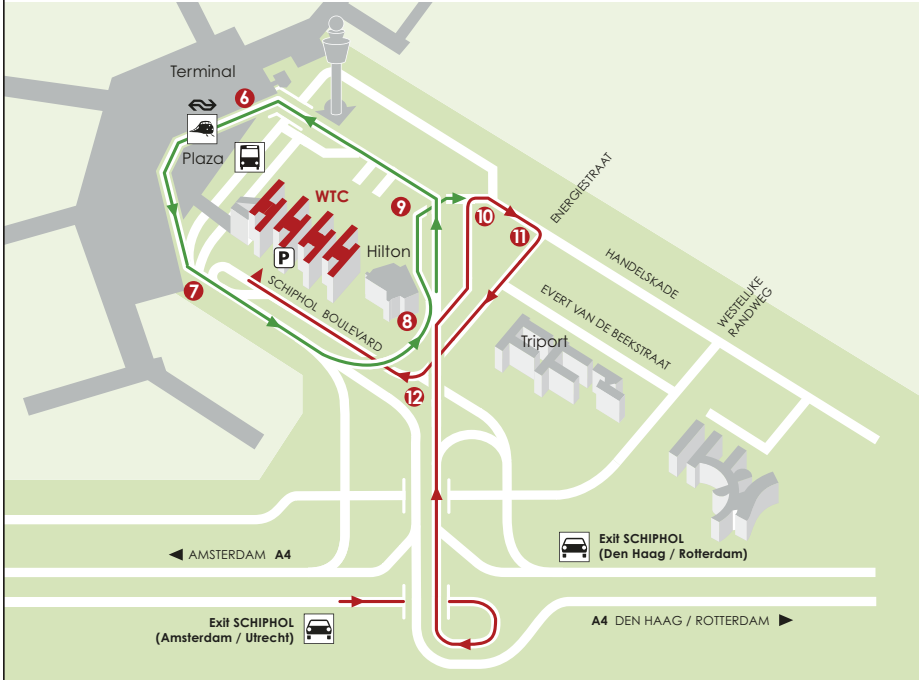 Terminal
6
Plaza
WTC
9
10
11
ENERGIESTRAAT
Hilton
P
HANDELSKADE
7
SCHIPHOL BOULEVARD
8
EVERT VAN DE BEEKSTRAAT
WESTELIJKE
RANDWEG
Triport
12
Exit SCHIPHOL
(Den Haag / Rotterdam)
AMSTERDAM A4
Exit SCHIPHOL
(Amsterdam / Utrecht)
A4 DEN HAAG / ROTTERDAM